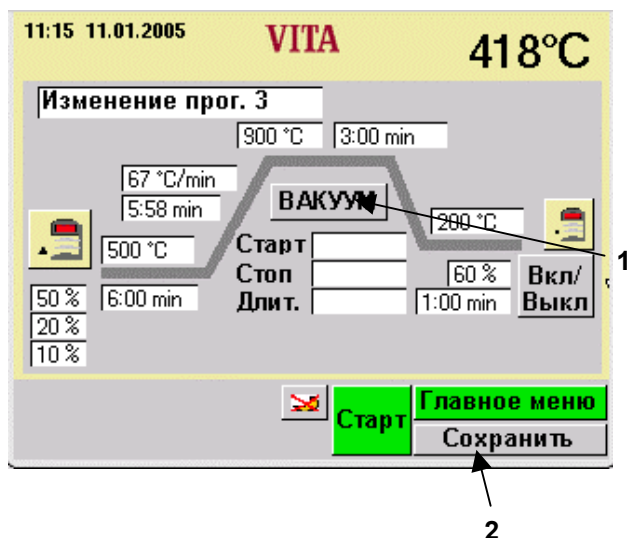 11:15 11.01.2005
VITA
418°C
Изменение прог. 3
900 °C
3:00 min
67 °C/min
5:58 min
ВАКУУМ
200 °C
500 °C
Старт
1
Стоп
60 %
Вкл/
Выкл
50 %
6:00 min
Длит.
1:00 min
20 %
10 %
Старт
Главное меню
Сохранить
2